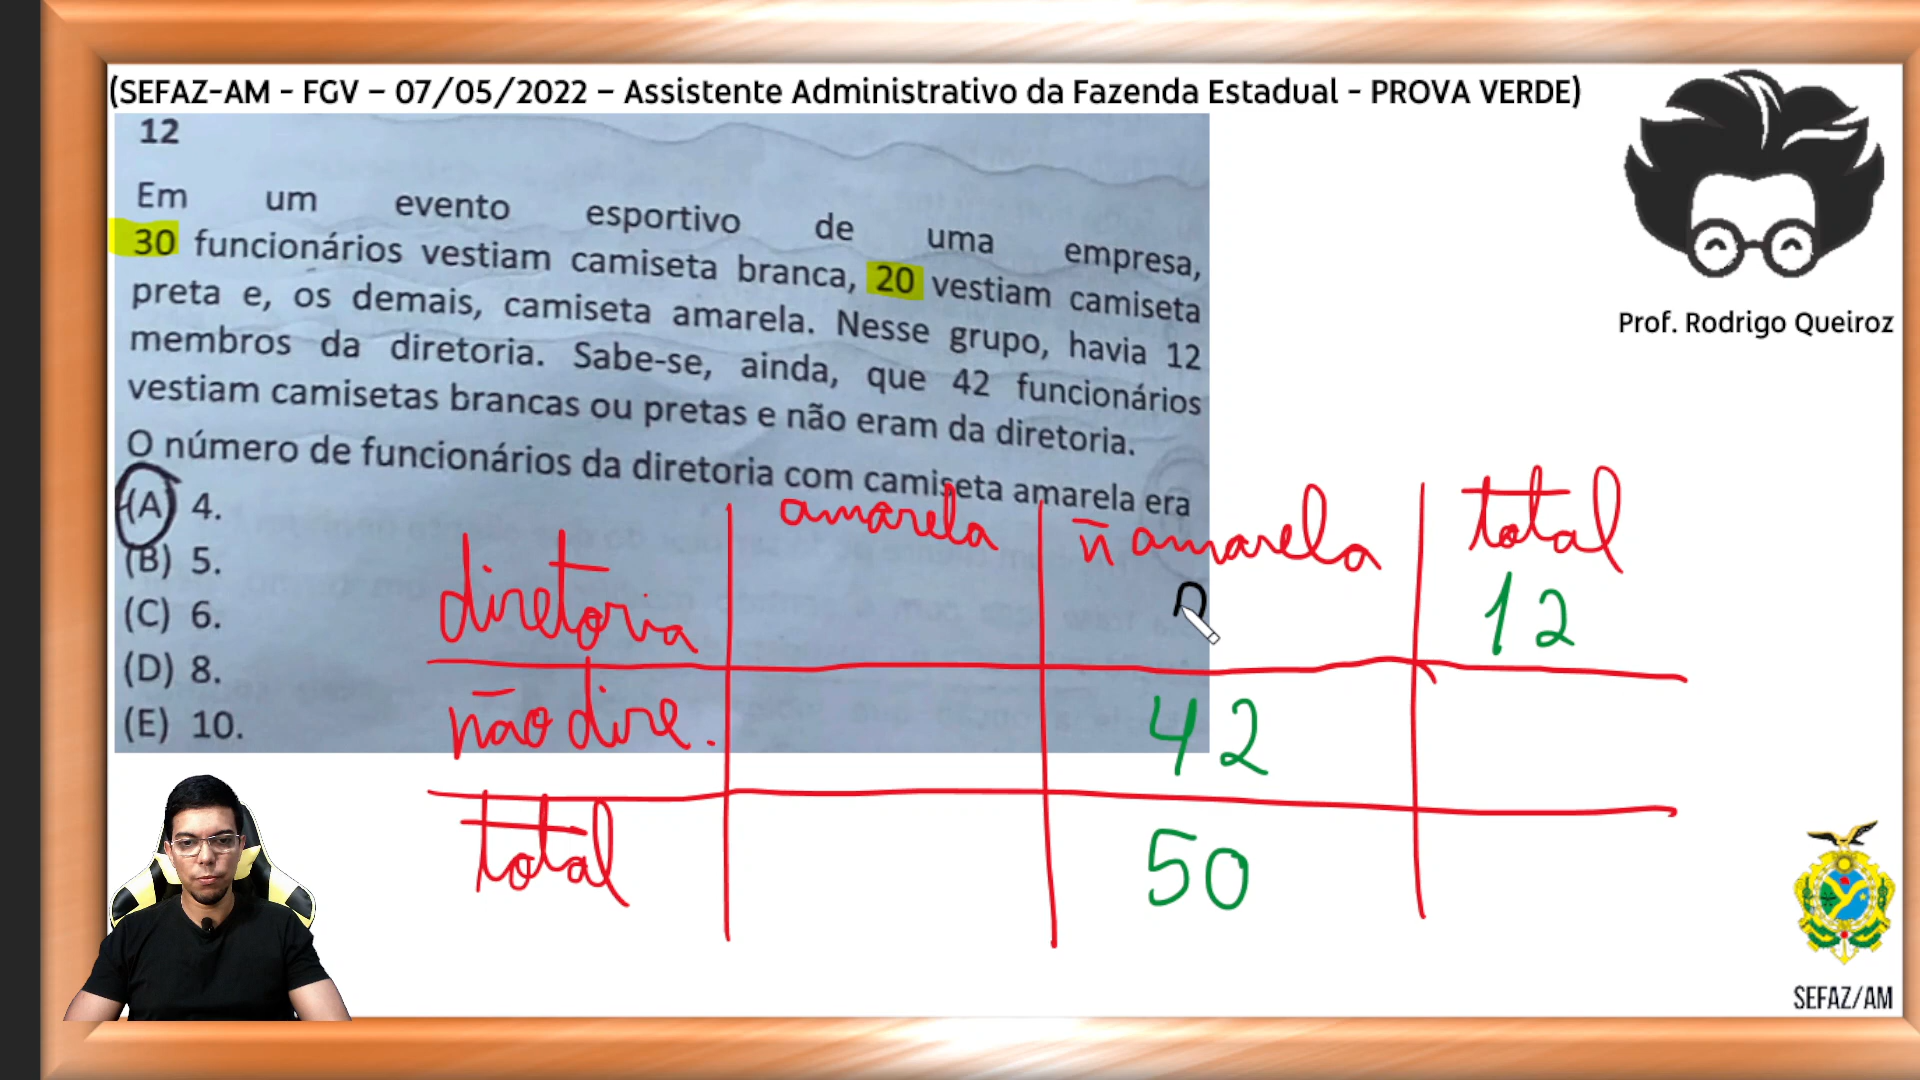 (SEFAZ-AM - FGV – 07/05/2022 – Assistente Administrativo da Fazenda Estadual - PROVA VERDE)
12
Em um evento esportivo de uma empresa,
30 funcionários vestiam camiseta branca, 20 vestiam camiseta
preta e, os demais, camiseta amarela. Nesse grupo, havia 12
membros da diretoria. Sabe-se, ainda, que 42 funcionários
vestiam camisetas brancas ou pretas e não eram da diretoria.
O número de funcionários da diretoria com camiseta amarela era
(A) 4.
(B) 5.
(C) 6.
(D) 8.
(E) 10.
amarela n̄ amarela total
diretoria 12
não dire. 42
total 50
Prof. Rodrigo Queiroz
SEFAZ/AM